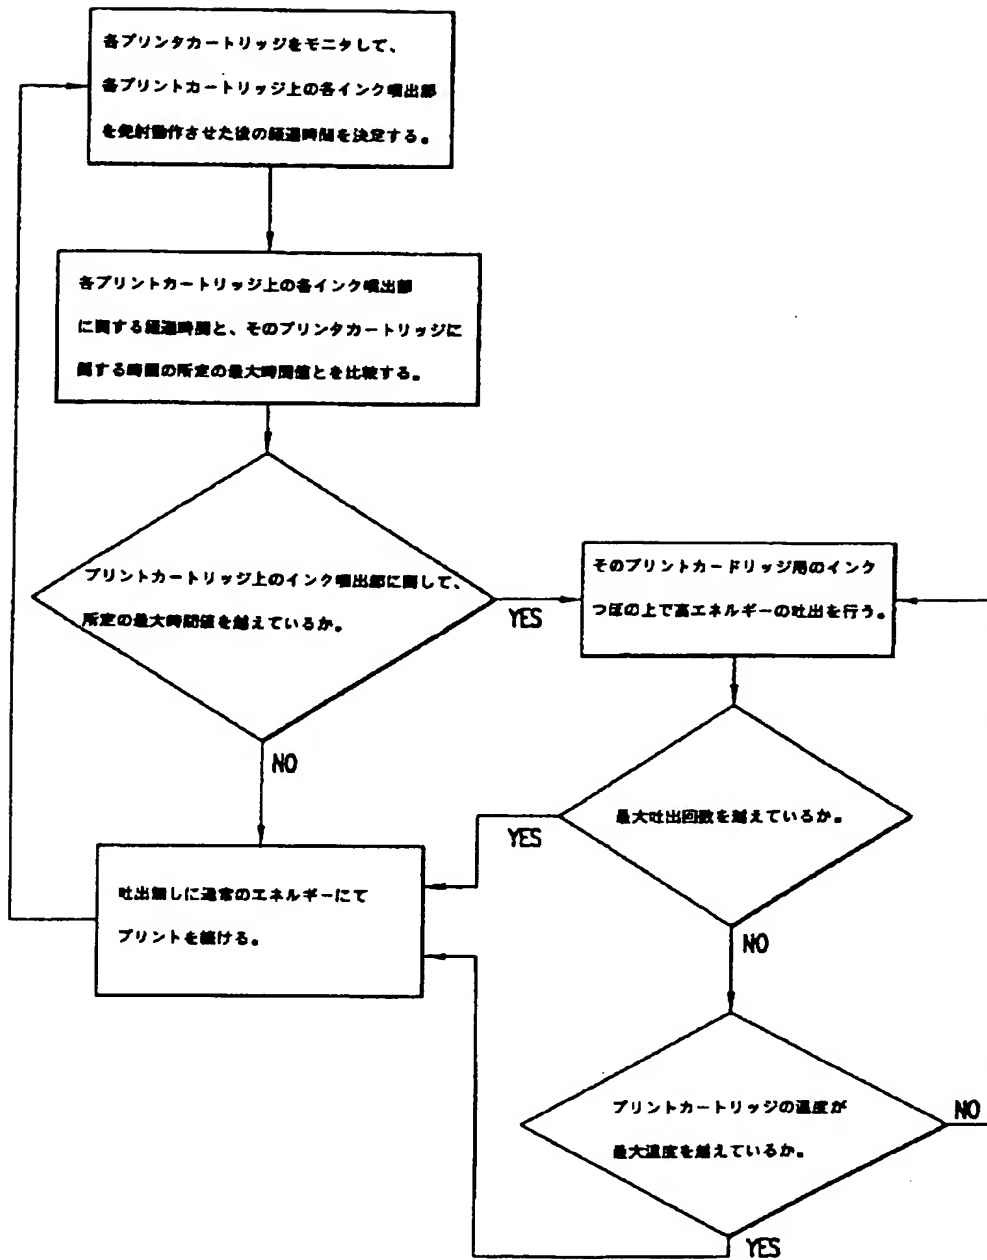 各プリンタカートリッジをモニタして、
各プリントカートリッジ上の各インク噴出部
を発射動作させた後の経過時間を決定する。
各プリントカートリッジ上の各インク噴出部
に関する経過時間と、そのプリンタカートリッジに
関する時間の所定の最大時間値とを比較する。
プリントカートリッジ上のインク噴出部に関して、
所定の最大時間値を越えているか。
YES
NO
そのプリントカードリッジ用のインク
つぼの上で高エネルギーの吐出を行う。
最大吐出回数を越えているか。
YES
NO
吐出無しに通常のエネルギーにて
プリントを続ける。
プリントカートリッジの温度が
最大温度を越えているか。
NO
YES